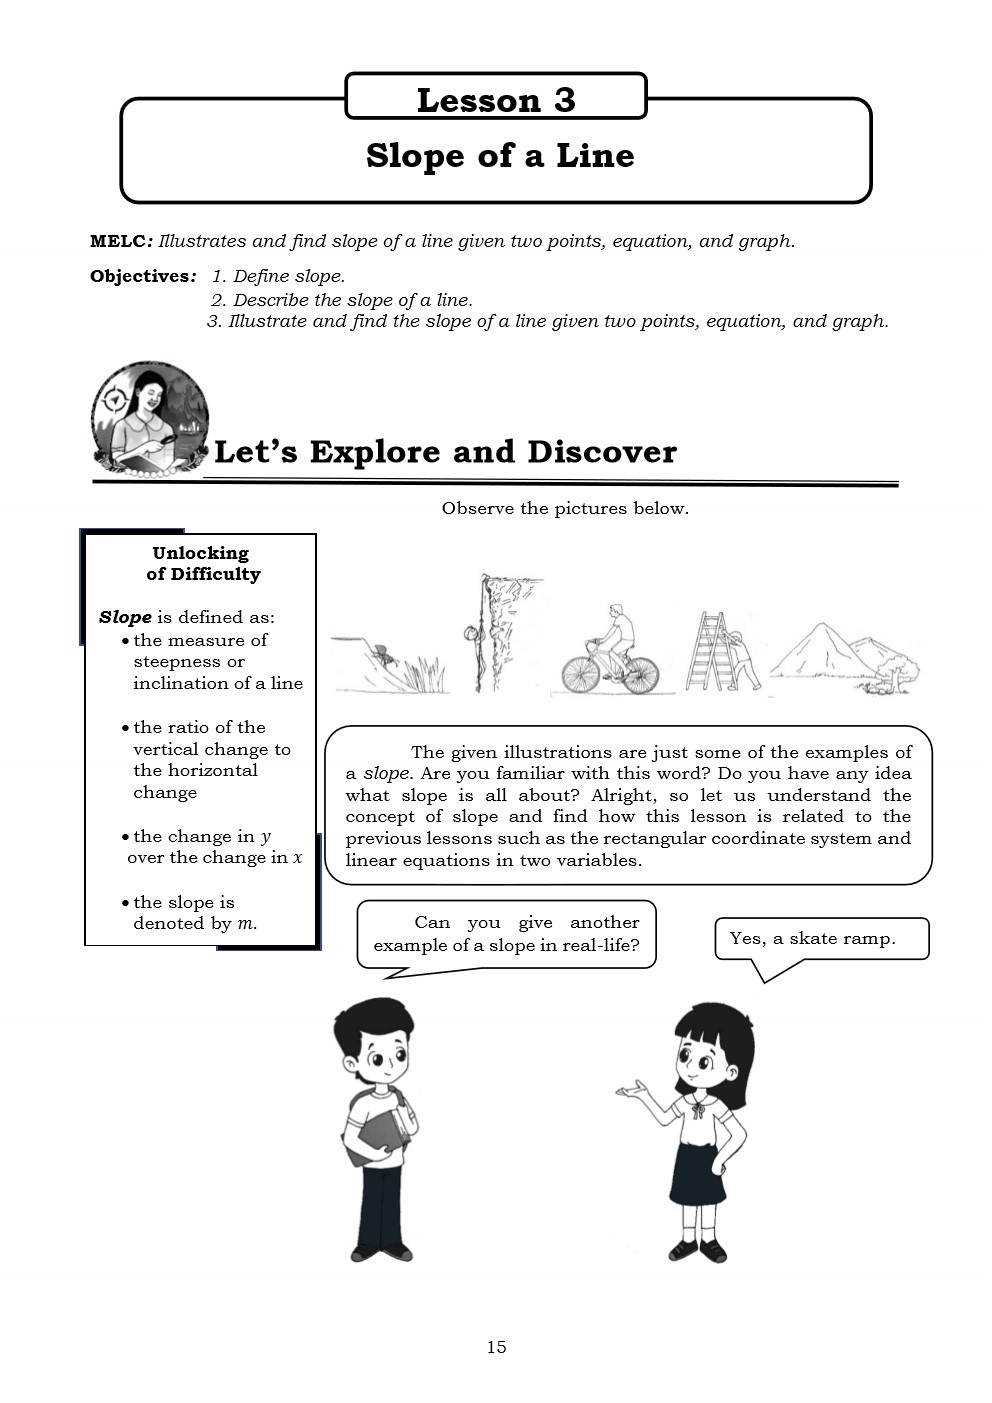 Lesson 3
Slope of a Line
MELC: Illustrates and find slope of a line given two points, equation, and graph.
Objectives: 1. Define slope.
2. Describe the slope of a line.
3. Illustrate and find the slope of a line given two points, equation, and graph.
Let’s Explore and Discover
Observe the pictures below.
Unlocking
of Difficulty
Slope is defined as:
• the measure of
steepness or
inclination of a line
• the ratio of the
vertical change to
the horizontal
change
• the change in y
over the change in x
• the slope is
denoted by m.
The given illustrations are just some of the examples of
a slope. Are you familiar with this word? Do you have any idea
what slope is all about? Alright, so let us understand the
concept of slope and find how this lesson is related to the
previous lessons such as the rectangular coordinate system and
linear equations in two variables.
Can you give another
example of a slope in real-life?
Yes, a skate ramp.
15